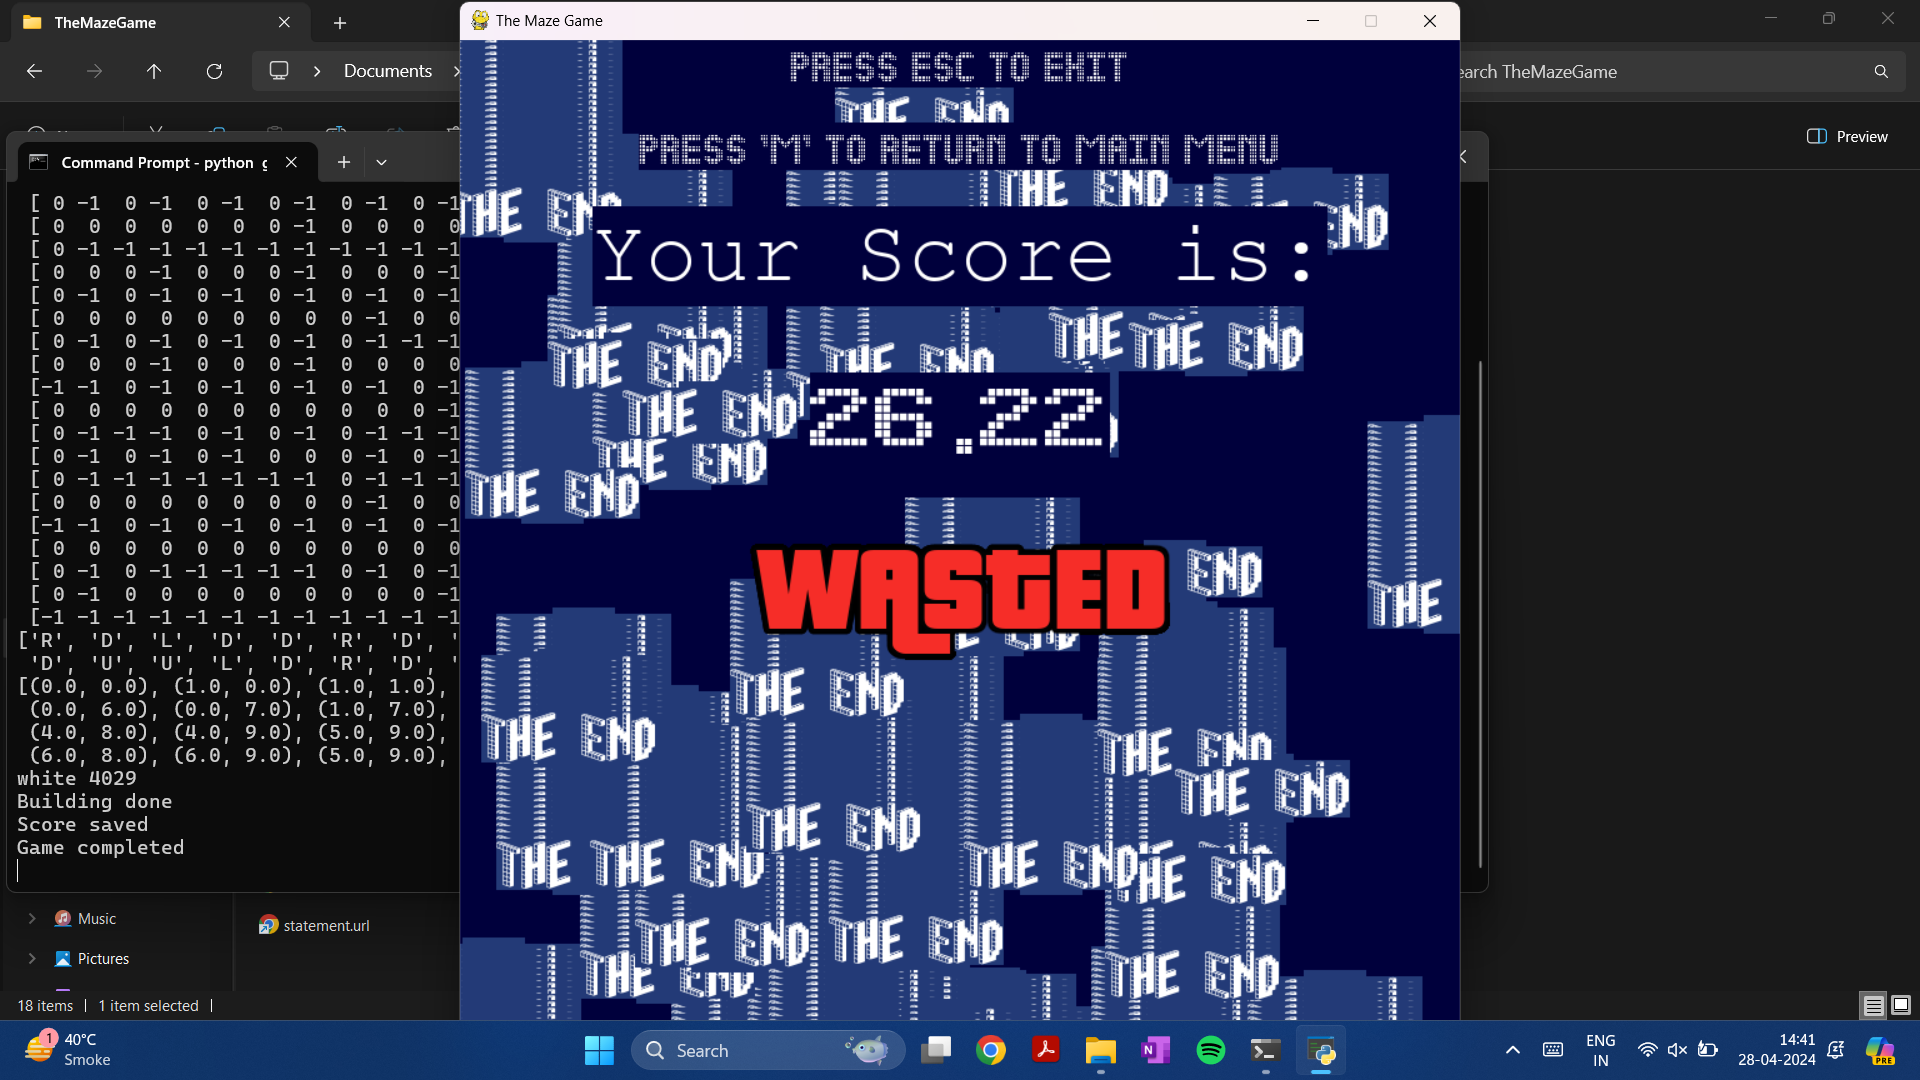 TheMazeGame
Documents
earch TheMazeGame
Preview
Command Prompt - python g
[ 0 -1 0 -1 0 -1 0 -1 0 -1 0 -1
[ 0 0 0 0 0 0 0 -1 0 0 0 0
[ 0 -1 -1 -1 -1 -1 -1 -1 -1 -1 -1 -1
[ 0 0 0 -1 0 0 0 -1 0 0 0 -1
[ 0 -1 0 -1 0 -1 0 -1 0 -1 0 -1
[ 0 0 0 0 0 0 0 0 0 -1 0 0
[ 0 -1 0 -1 0 -1 0 -1 0 -1 -1 -1
[ 0 0 0 -1 0 0 0 -1 0 0 0 0
[-1 -1 0 -1 0 -1 0 -1 0 -1 0 -1
[ 0 0 0 0 0 0 0 0 0 0 0 -1
[ 0 -1 -1 -1 0 -1 0 -1 0 -1 -1 -1
[ 0 -1 0 -1 0 0 0 -1 0 -1 0 0
[ 0 -1 0 -1 -1 -1 -1 -1 0 -1 0 -1
[ 0 0 0 0 0 0 0 0 0 -1 0 0
[-1 -1 0 -1 0 -1 0 -1 0 -1 0 -1
[ 0 0 0 0 0 0 0 0 0 0 0 0
[ 0 -1 0 -1 -1 -1 -1 -1 0 -1 0 -1
[ 0 -1 0 0 0 0 0 0 0 -1 0 -1
[-1 -1 -1 -1 -1 -1 -1 -1 -1 -1 -1 -1
['R', 'D', 'L', 'D', 'D', 'R', 'D', '
'D', 'U', 'U', 'L', 'D', 'R', 'D', '
[(0.0, 0.0), (1.0, 0.0), (1.0, 1.0),
(0.0, 6.0), (0.0, 7.0), (1.0, 7.0),
(4.0, 8.0), (4.0, 9.0), (5.0, 9.0),
(6.0, 8.0), (6.0, 9.0), (5.0, 9.0),
white 4029
Building done
Score saved
Game completed
Music
Pictures
statement.url
18 items
1 item selected
The Maze Game
PRESS ESC TO EXIT
THE END
PRESS 'M' TO RETURN TO MAIN MENU
THE END
THE END
END
Your Score is:
THE END
THE END
THE THE END
THE END
26.22
THE END
THE END
WASTED
END
THE
THE END
THE END
THE END
THE END
THE END
THE THE END
THE END
THE END
THE END
THE END
THE END
THE END
40°C
Smoke
1
Search
ENG
IN
14:41
28-04-2024
PRE